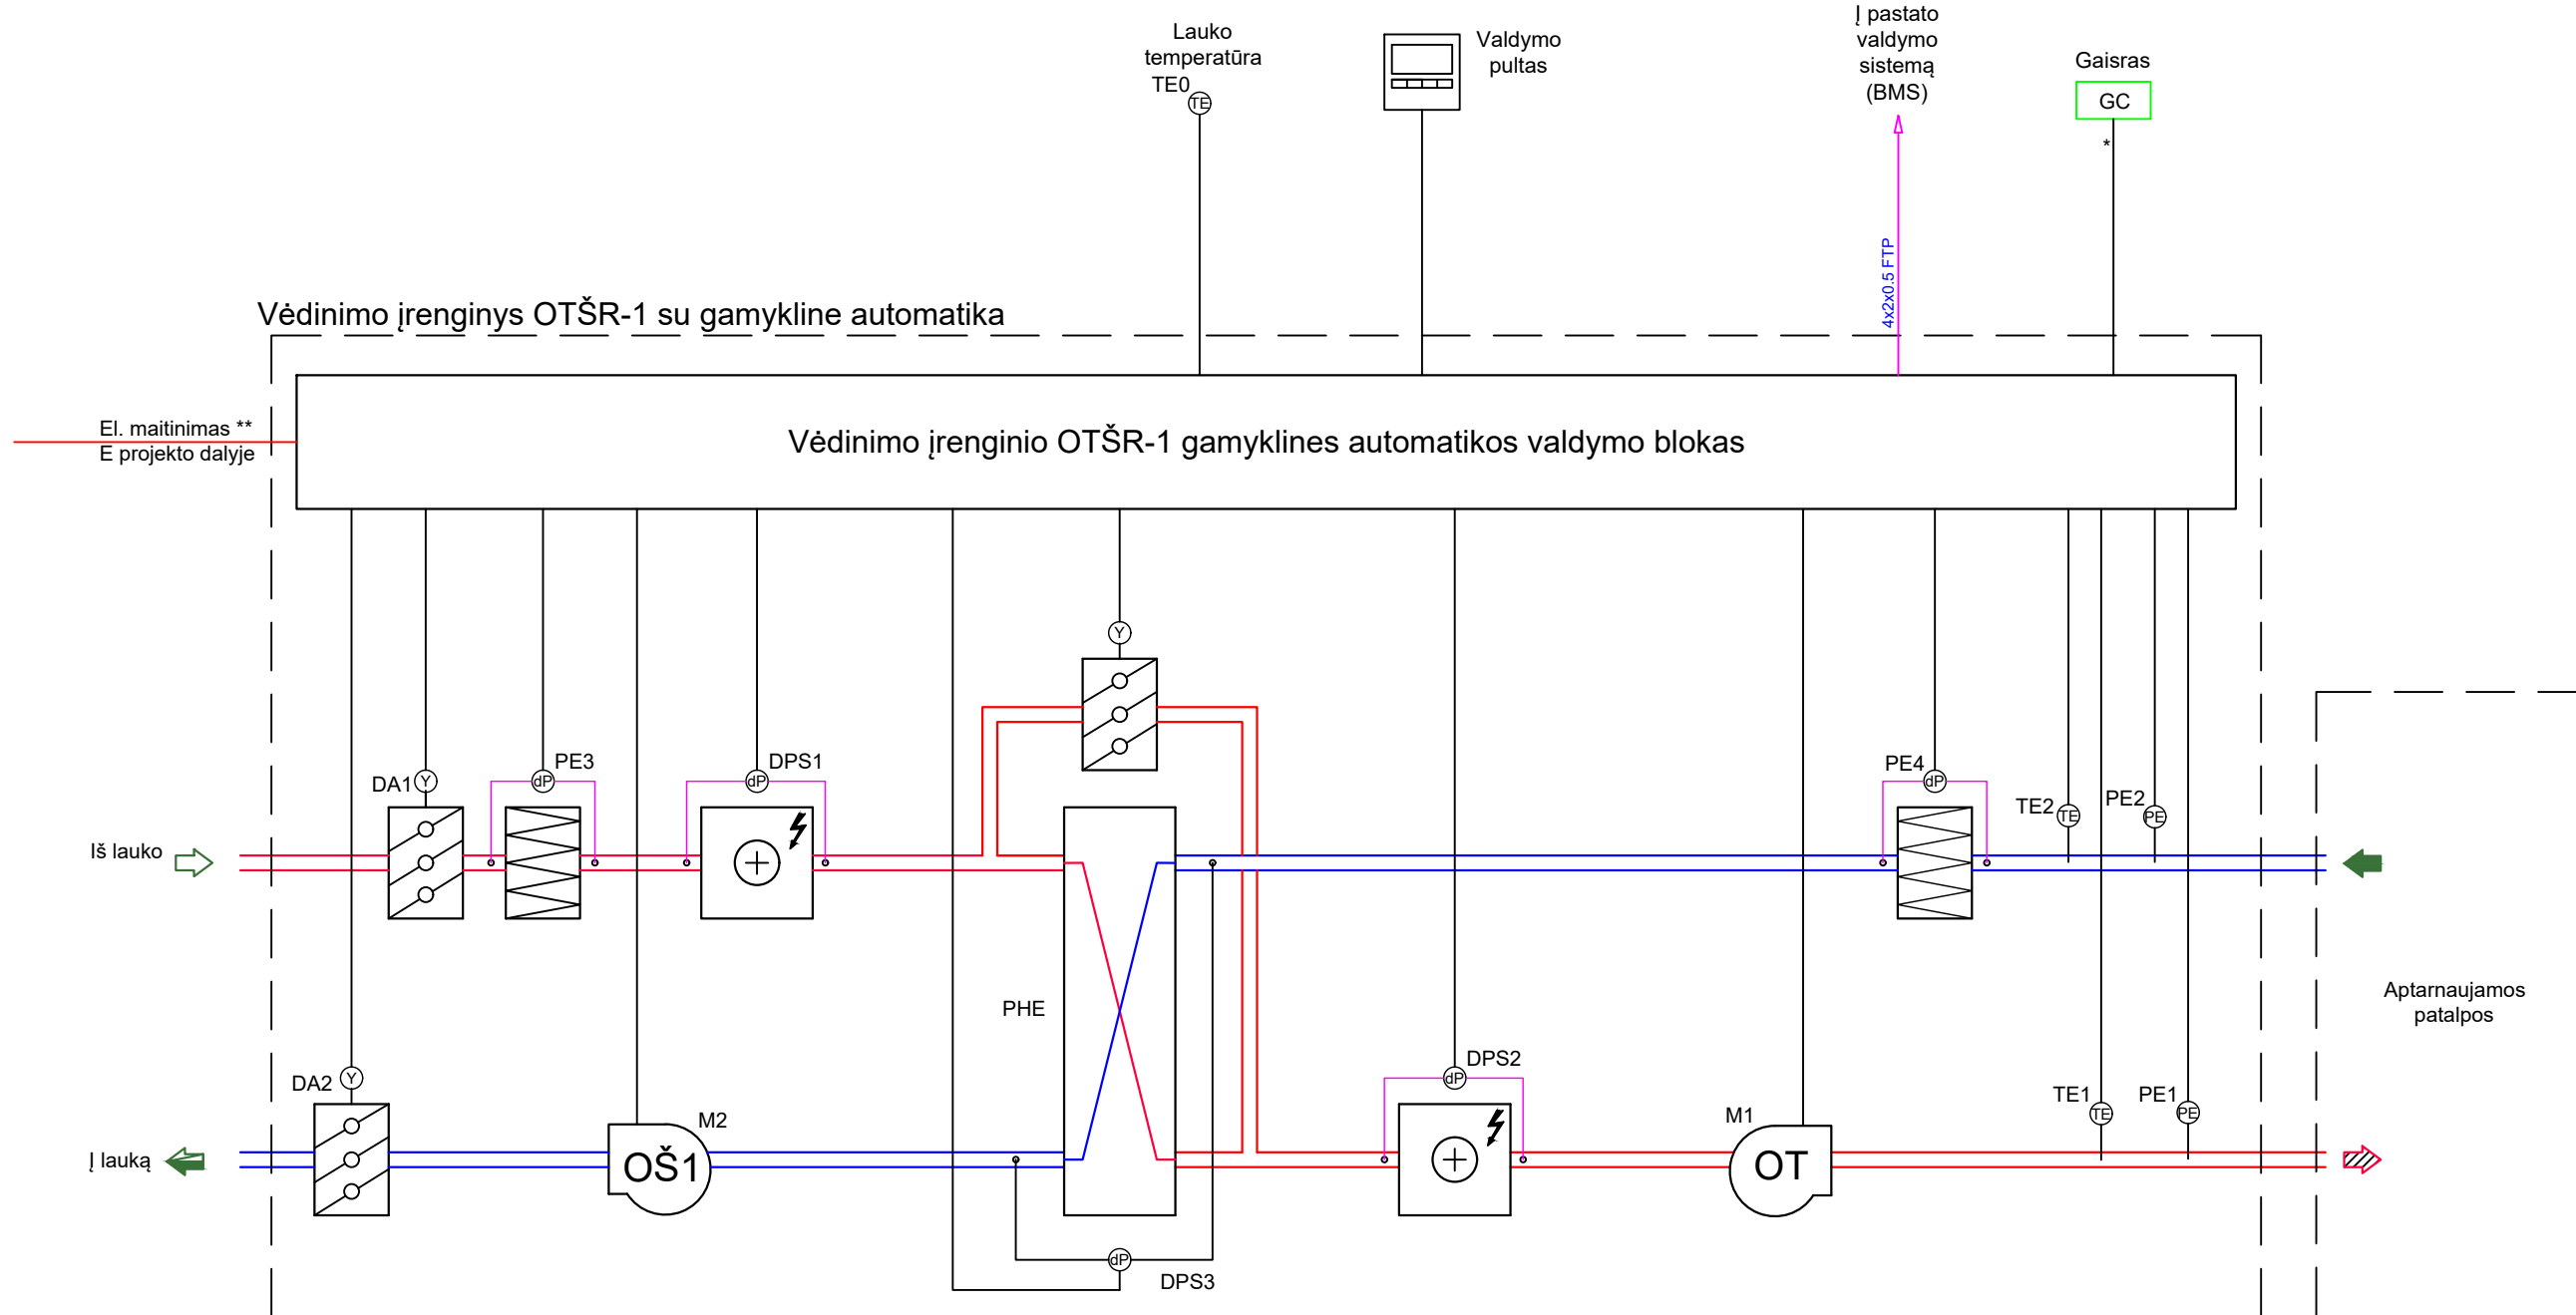 Lauko
temperatūra
TE0
TE
Valdymo
pultas
Į pastato
valdymo
sistemą
(BMS)
Gaisras
GC
*
4x2x0.5 FTP
Vėdinimo įrenginys OTŠR-1 su gamykline automatika
El. maitinimas **
E projekto dalyje
Vėdinimo įrenginio OTŠR-1 gamyklines automatikos valdymo blokas
Y
DA1
Y
PE3
dP
DPS1
dP
PE4
dP
TE2
TE
PE2
PE
Iš lauko
PHE
Aptarnaujamos
patalpos
DA2
Y
M2
OŠ1
DPS2
dP
M1
OT
TE1
TE
PE1
PE
Į lauką
dP
DPS3